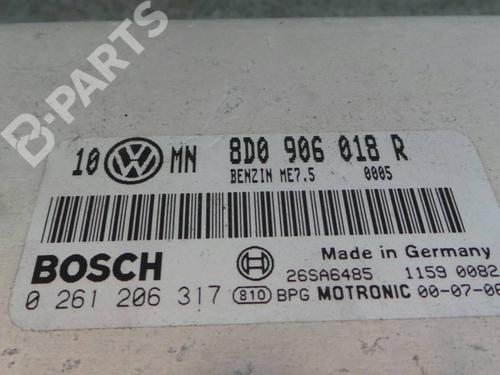 10 VW MN 8D0 906 018 R
BENZIN ME7.5 0005
Made in Germany
BOSCH 26SA6485 1159 0082
0 261 206 317 810 BPG MOTRONIC 00-07-06
B-PARTS